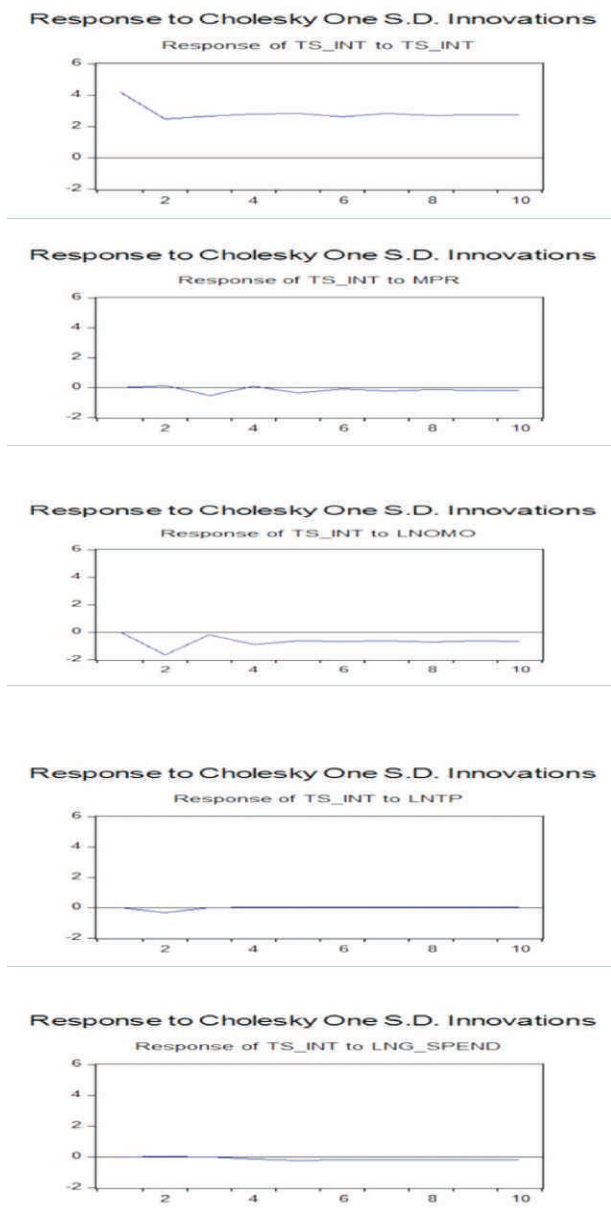 Response to Cholesky One S.D. Innovations
Response of TS_INT to TS_INT
6
4
2
0
-2
2 4 6 8 10
Response to Cholesky One S.D. Innovations
Response of TS_INT to MPR
6
4
2
0
-2
2 4 6 8 10
Response to Cholesky One S.D. Innovations
Response of TS_INT to LNOMO
6
4
2
0
-2
2 4 6 8 10
Response to Cholesky One S.D. Innovations
Response of TS_INT to LNTP
6
4
2
0
-2
2 4 6 8 10
Response to Cholesky One S.D. Innovations
Response of TS_INT to LNG_SPEND
6
4
2
0
-2
2 4 6 8 10